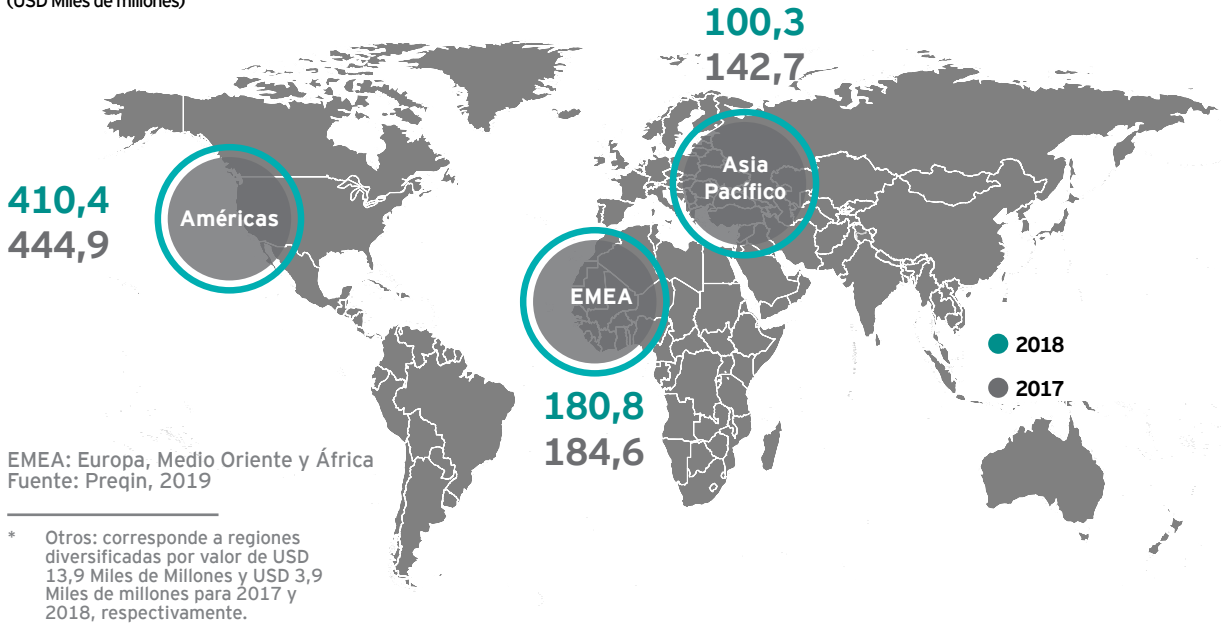 (USD Miles de millones)
100,3
142,7
Asia
Pacífico
410,4
444,9
Américas
EMEA
2018
2017
180,8
184,6
EMEA: Europa, Medio Oriente y África
Fuente: Preqin, 2019
* Otros: corresponde a regiones
diversificadas por valor de USD
13,9 Miles de Millones y USD 3,9
Miles de millones para 2017 y
2018, respectivamente.